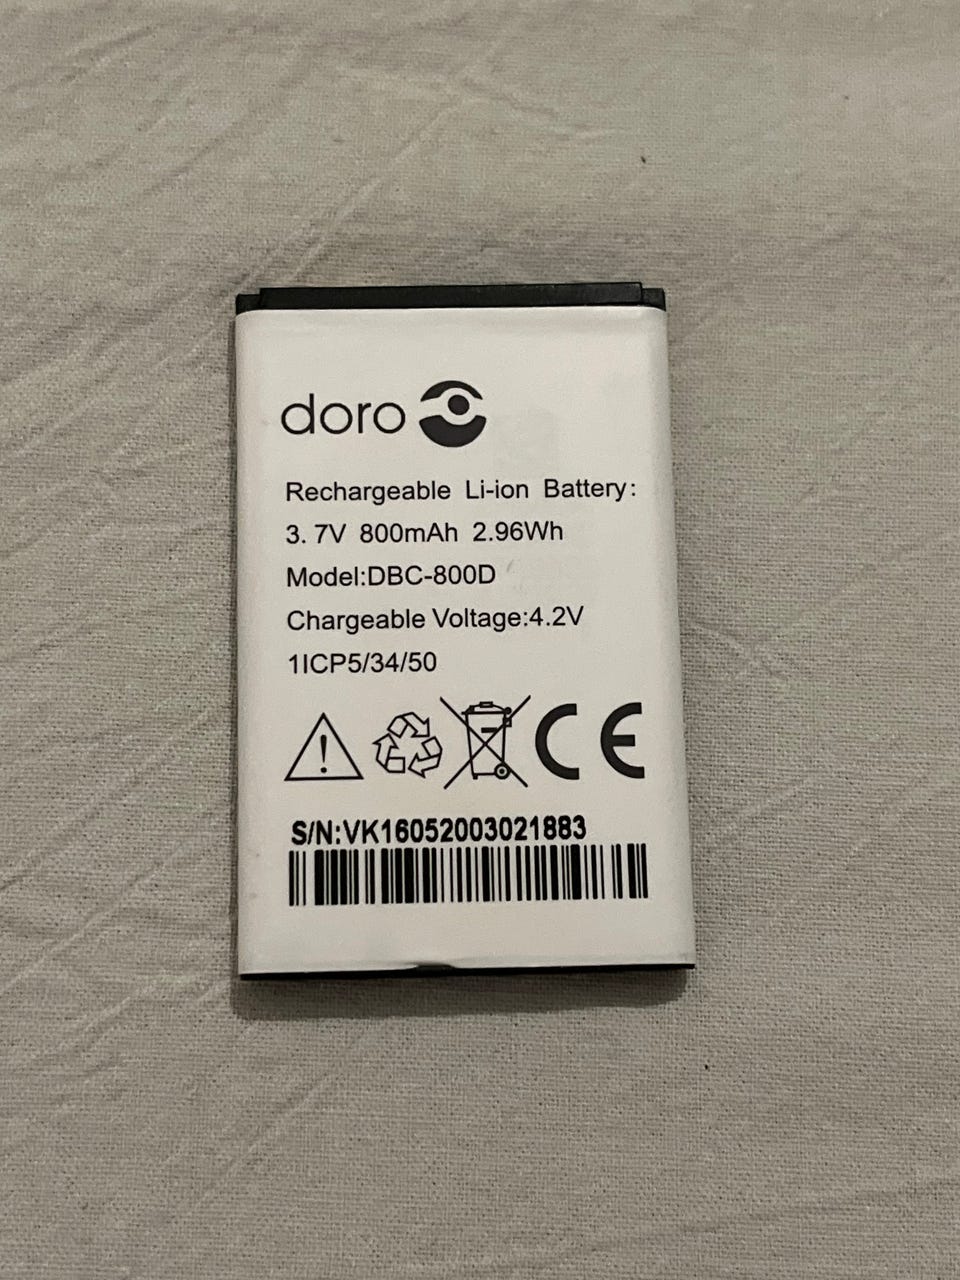 doro
Rechargeable Li-ion Battery:
3. 7V 800mAh 2.96Wh
Model:DBC-800D
Chargeable Voltage:4.2V
1ICP5/34/50
CE
S/N:VK16052003021883